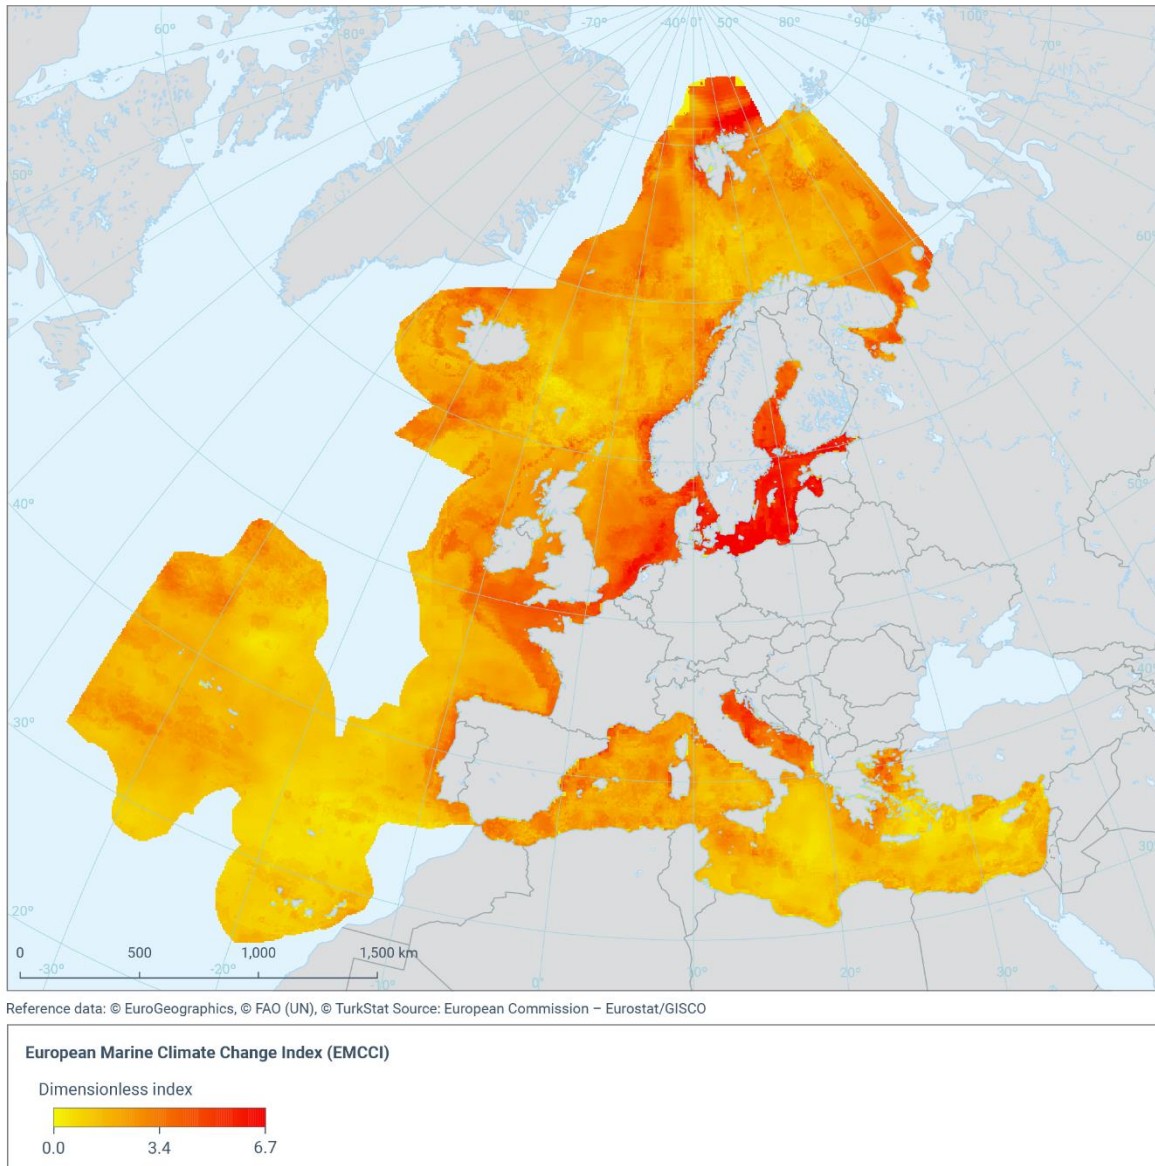 60° 80° -70° 40° 0° 50° 80° 90° 100° 70°
50°
60°
50°
40°
40°
30°
30°
20°
0 500 1,000 1,500 km
-30° -20° -10° 0° 10° 20° 30°
Reference data: © EuroGeographics, © FAO (UN), © TurkStat Source: European Commission – Eurostat/GISCO
European Marine Climate Change Index (EMCCI)
Dimensionless index
0.0 3.4 6.7